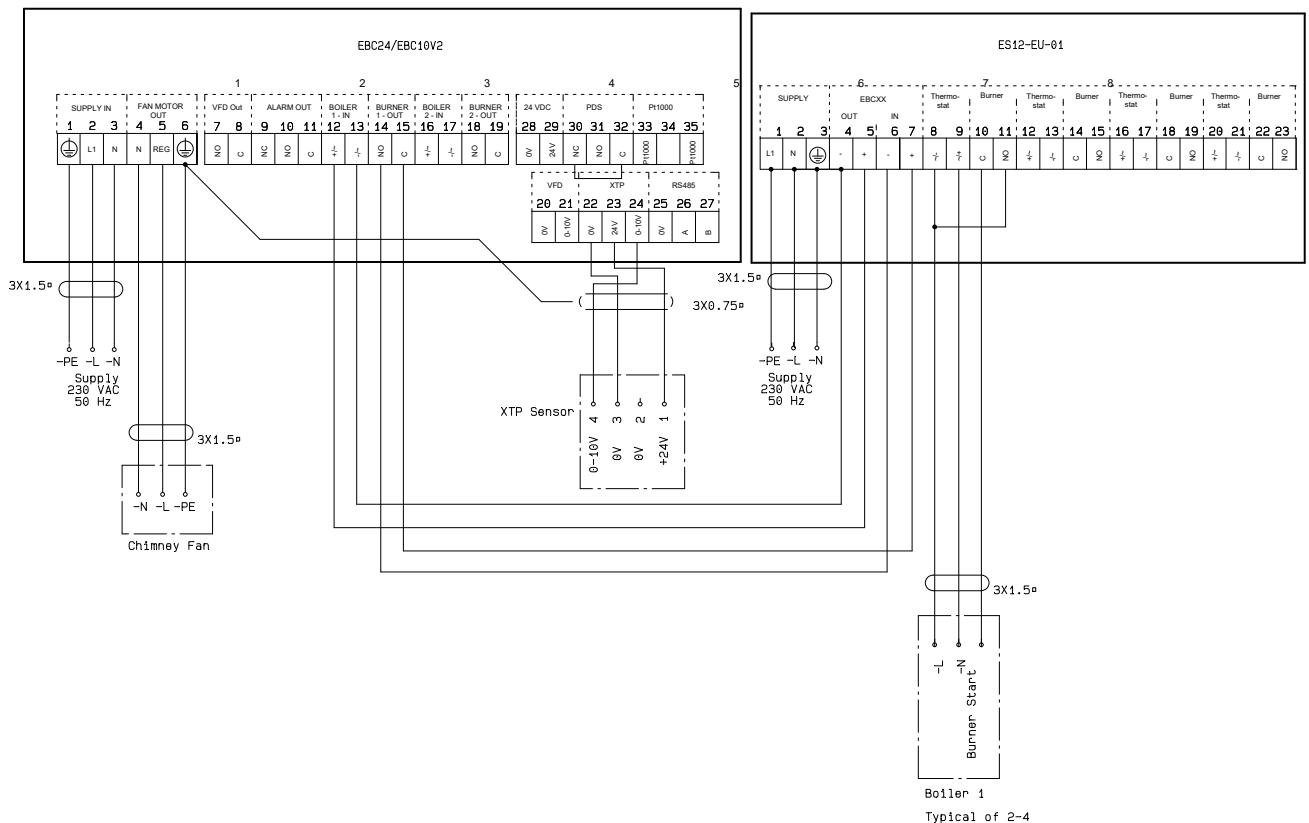 EBC24/EBC10V2
ES12-EU-01
1 2 3 4 5 6 7 8
SUPPLY IN
FAN MOTOR
OUT
VFD Out
ALARM OUT
BOILER
1 - IN
BURNER
1 - OUT
BOILER
2 - IN
BURNER
2 - OUT
24 VDC
PDS
Pt1000
1 2 3 4 5 6 7 8 9 10 11 12 13 14 15 16 17 18 19 28 29 30 31 32 33 34 35
L1 N N REG NO C NC NO C +/~ -/~ NO C +/~ -/~ NO C 0V 24V NC NO C Pt1000 Pt1000
VFD
XTP
RS485
20 21 22 23 24 25 26 27
0V 0-10V 0V 24V 0-10V 0V A B
SUPPLY
EBCXX
OUT IN
Thermo-
stat
Burner
Thermo-
stat
Burner
Thermo-
stat
Burner
Thermo-
stat
Burner
1 2 3 4 5 6 7 8 9 10 11 12 13 14 15 16 17 18 19 20 21 22 23
L1 N - + - + -/~ +/~ C NO +/~ -/~ C NO +/~ -/~ C NO +/~ -/~ C NO
3X1.5¤
-PE -L -N
Supply
230 VAC
50 Hz
3X1.5¤
-N -L -PE
Chimney Fan
3X0.75¤
XTP Sensor
4 3 2 1
0-10V 0V 0V +24V
3X1.5¤
-PE -L -N
Supply
230 VAC
50 Hz
3X1.5¤
-L -N Burner Start
Boiler 1
Typical of 2-4